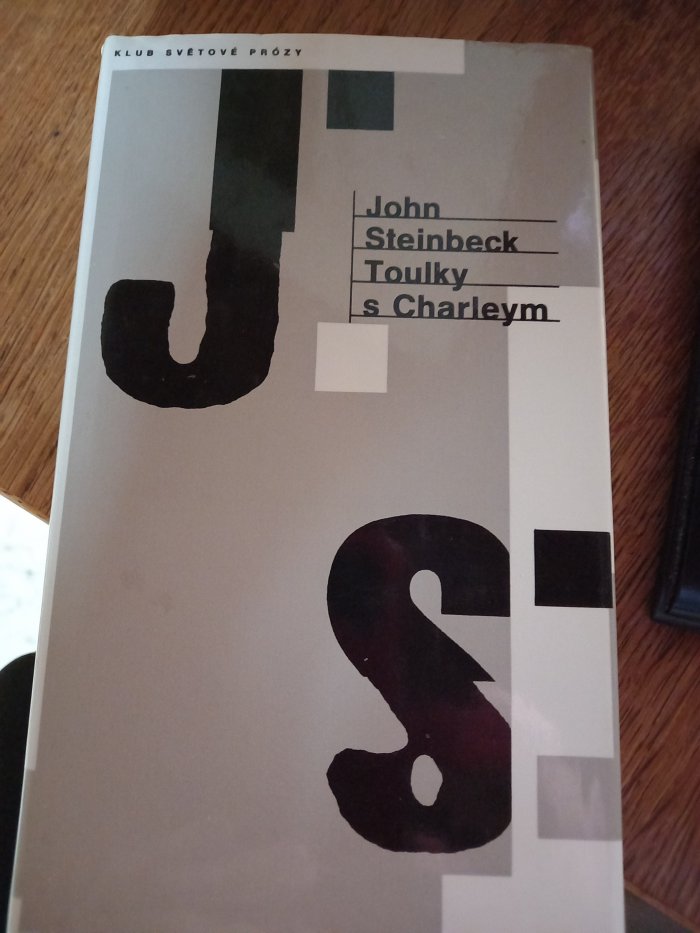 KLUB SVĚTOVÉ PRÓZY
J.
John
Steinbeck
Toulky
s Charleym
S.